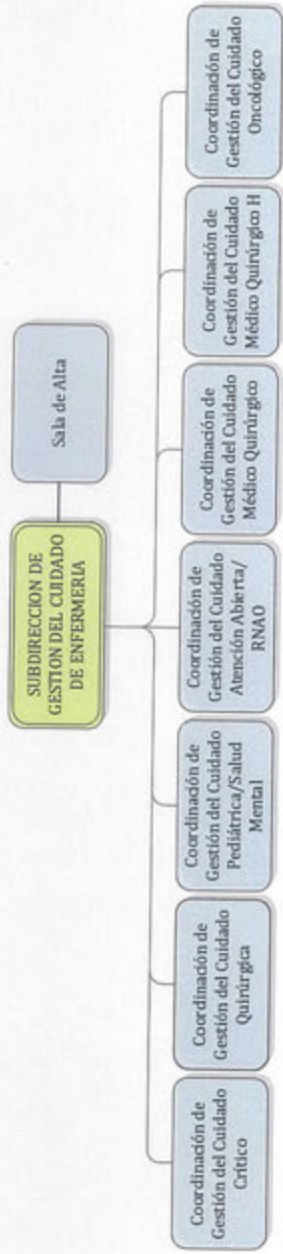 SUBDIRECCION DE
GESTION DEL CUIDADO
DE ENFERMERIA
Sala de Alta
Coordinación de
Gestión del Cuidado
Crítico
Coordinación de
Gestión del Cuidado
Quirúrgica
Coordinación de
Gestión del Cuidado
Pediátrica/Salud
Mental
Coordinación de
Gestión del Cuidado
Atención Abierta/
RNAO
Coordinación de
Gestión del Cuidado
Médico Quirúrgico
Coordinación de
Gestión del Cuidado
Médico Quirúrgico H
Coordinación de
Gestión del Cuidado
Oncológico